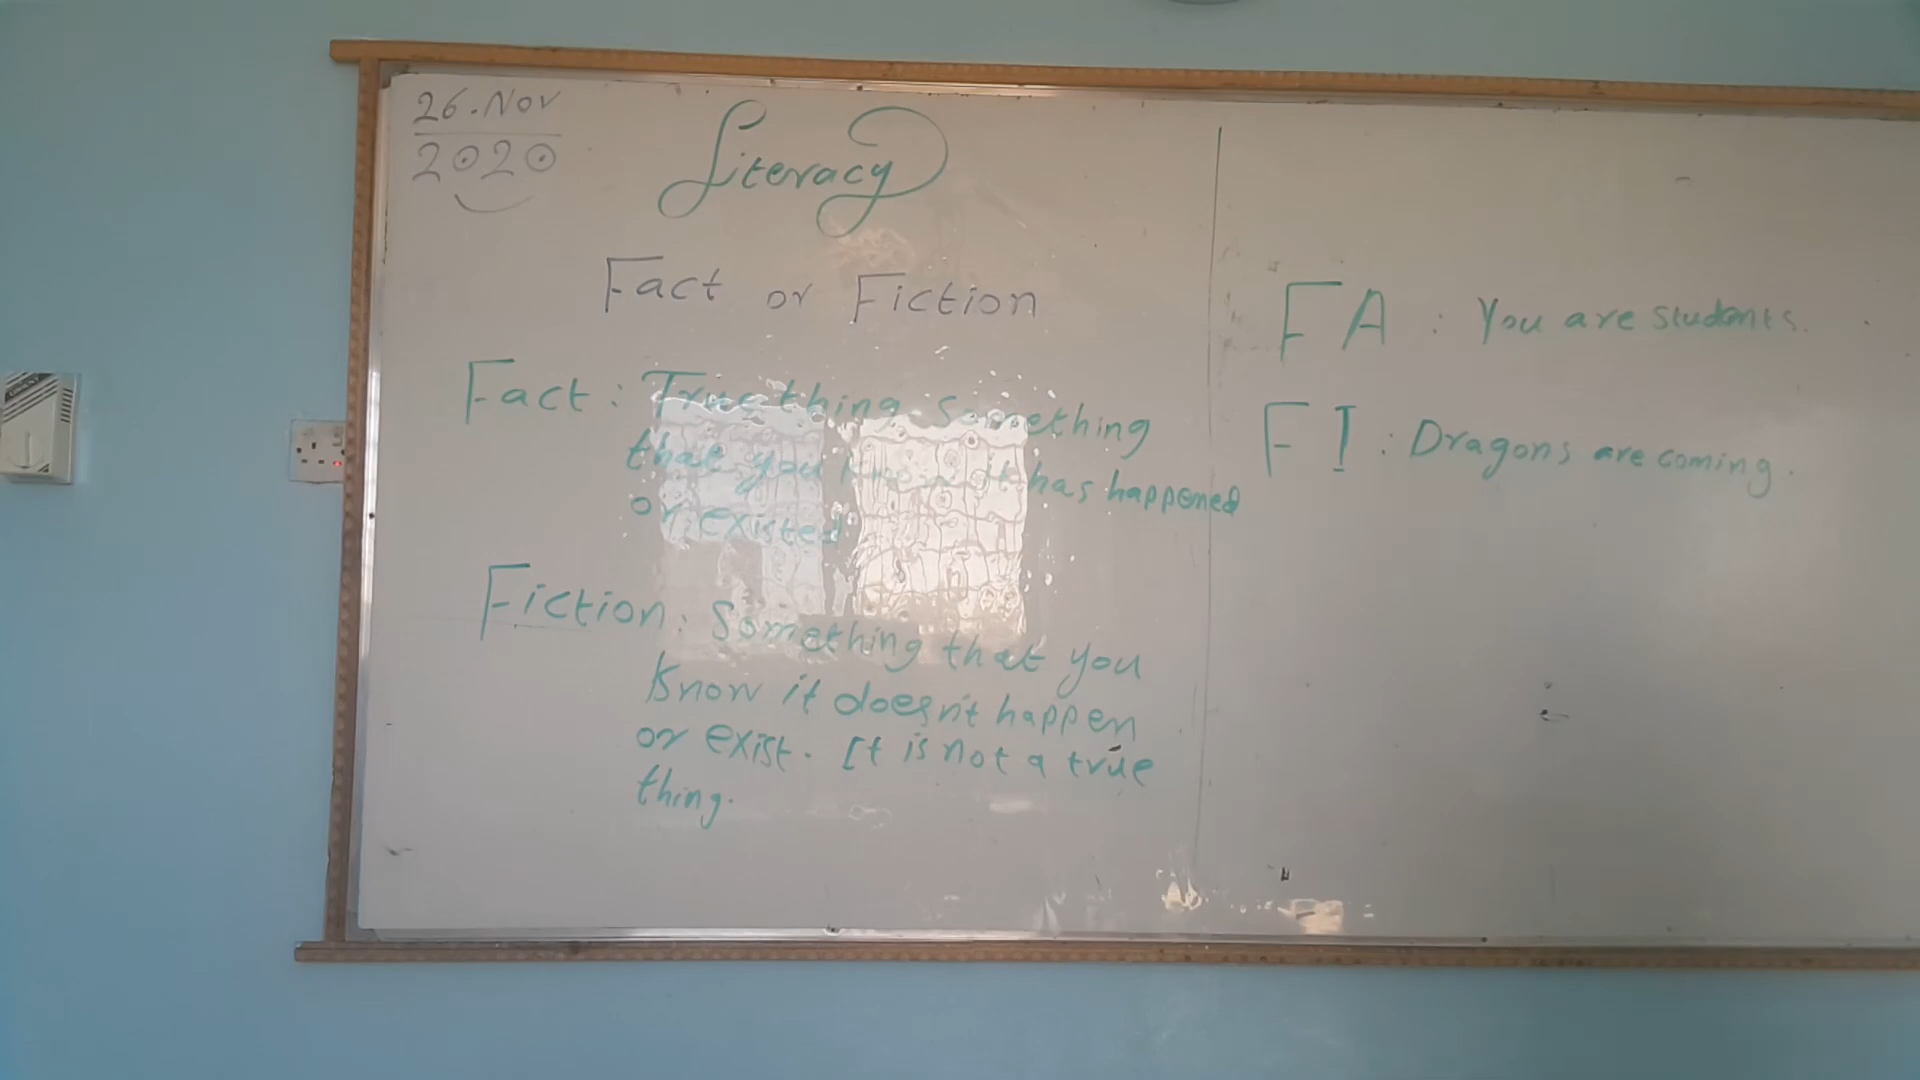 26.Nov
2020
Literacy
Fact or Fiction
Fact : True thing, something
that you know it has happened
or existed
Fiction: Something that you
know it doesn't happen
or exist. It is not a true
thing.
FA : You are students.
FI : Dragons are coming.